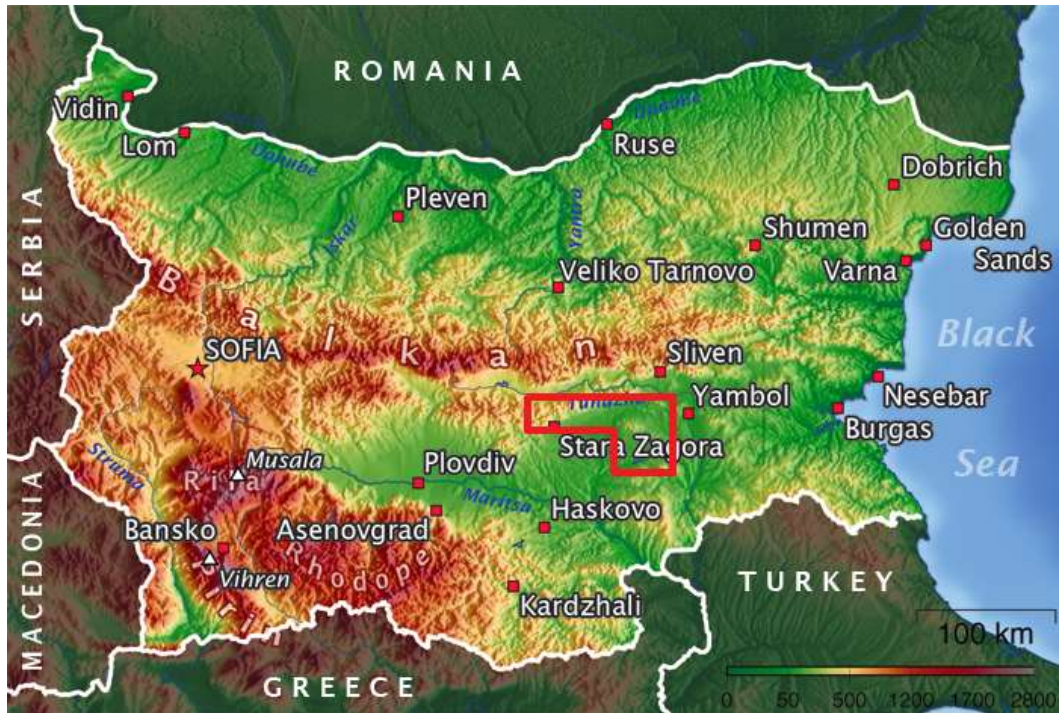 ROMANIA
SERBIA
MACEDONIA
GREECE
TURKEY
Black
Sea
Vidin
Lom
Danube
Danube
Ruse
Dobrich
Pleven
Iskar
Yantra
Shumen
Golden
Sands
Varna
Veliko Tarnovo
Balkan
SOFIA
Sliven
Tundzha
Yambol
Nesebar
Burgas
Stara Zagora
Struma
Musala
Rila
Plovdiv
Maritsa
Haskovo
Bansko
Asenovgrad
Rhodope
Vihren
Pirin
Kardzhali
100 km
0 50 500 1200 1700 2800